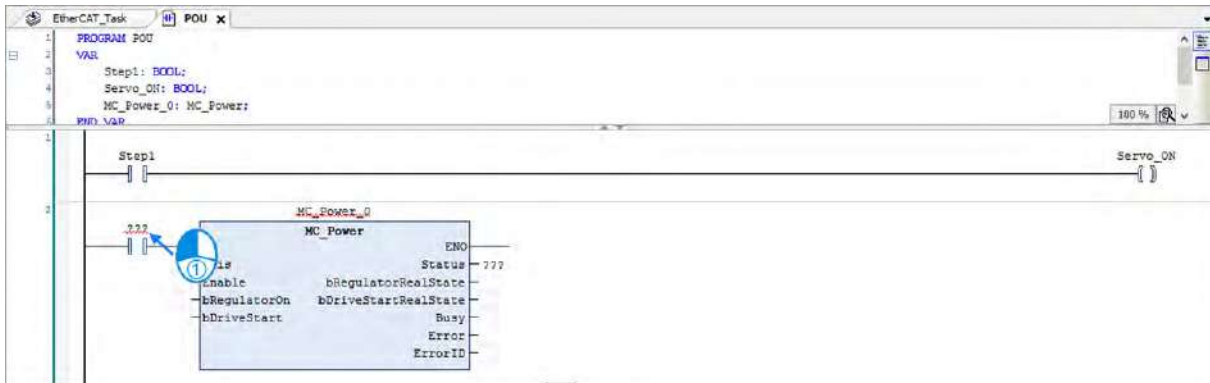 EtherCAT_Task POU x
1 PROGRAM POU
2 VAR
3 Step1: BOOL;
4 Servo_ON: BOOL;
5 MC_Power_0: MC_Power;
6 END_VAR
100 %
1
Step1 Servo_ON
2
MC_Power_0
??? MC_Power
ENO
1
is Status ???
Enable bRegulatorRealState
bRegulatorOn bDriveStartRealState
bDriveStart Busy
Error
ErrorID